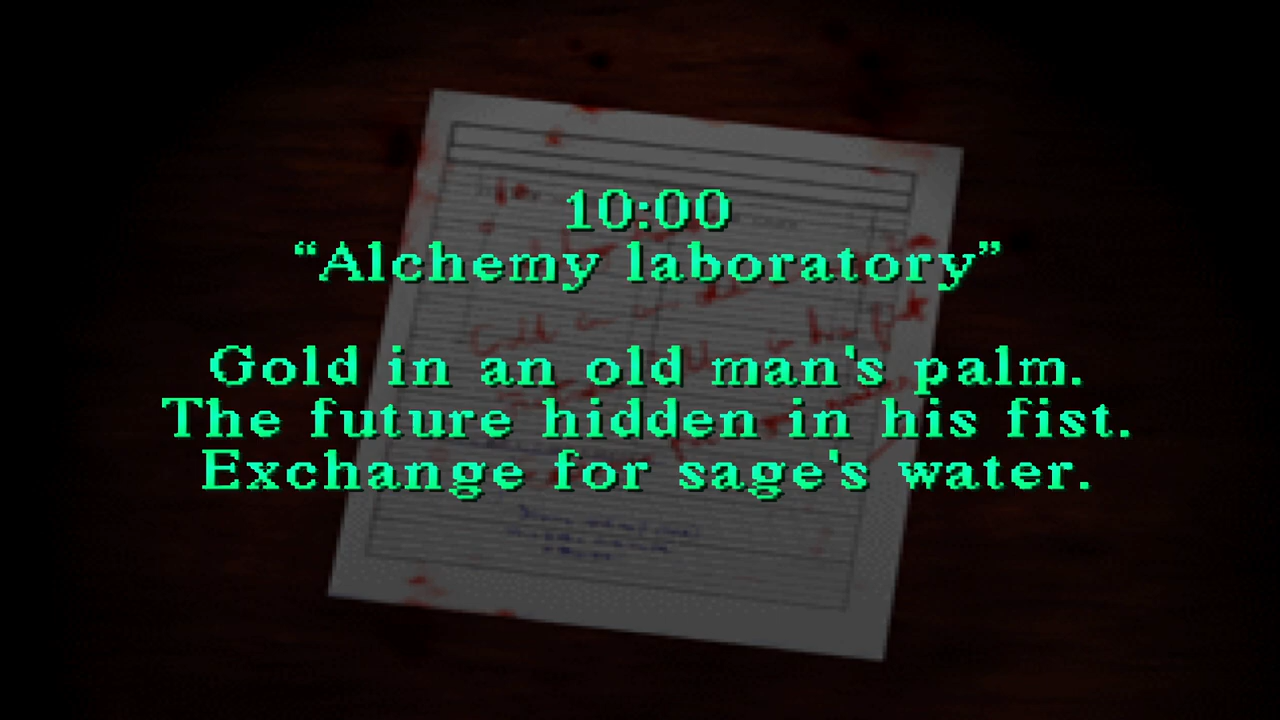 10:00
“Alchemy laboratory”
Gold in an old man's palm.
The future hidden in his fist.
Exchange for sage's water.